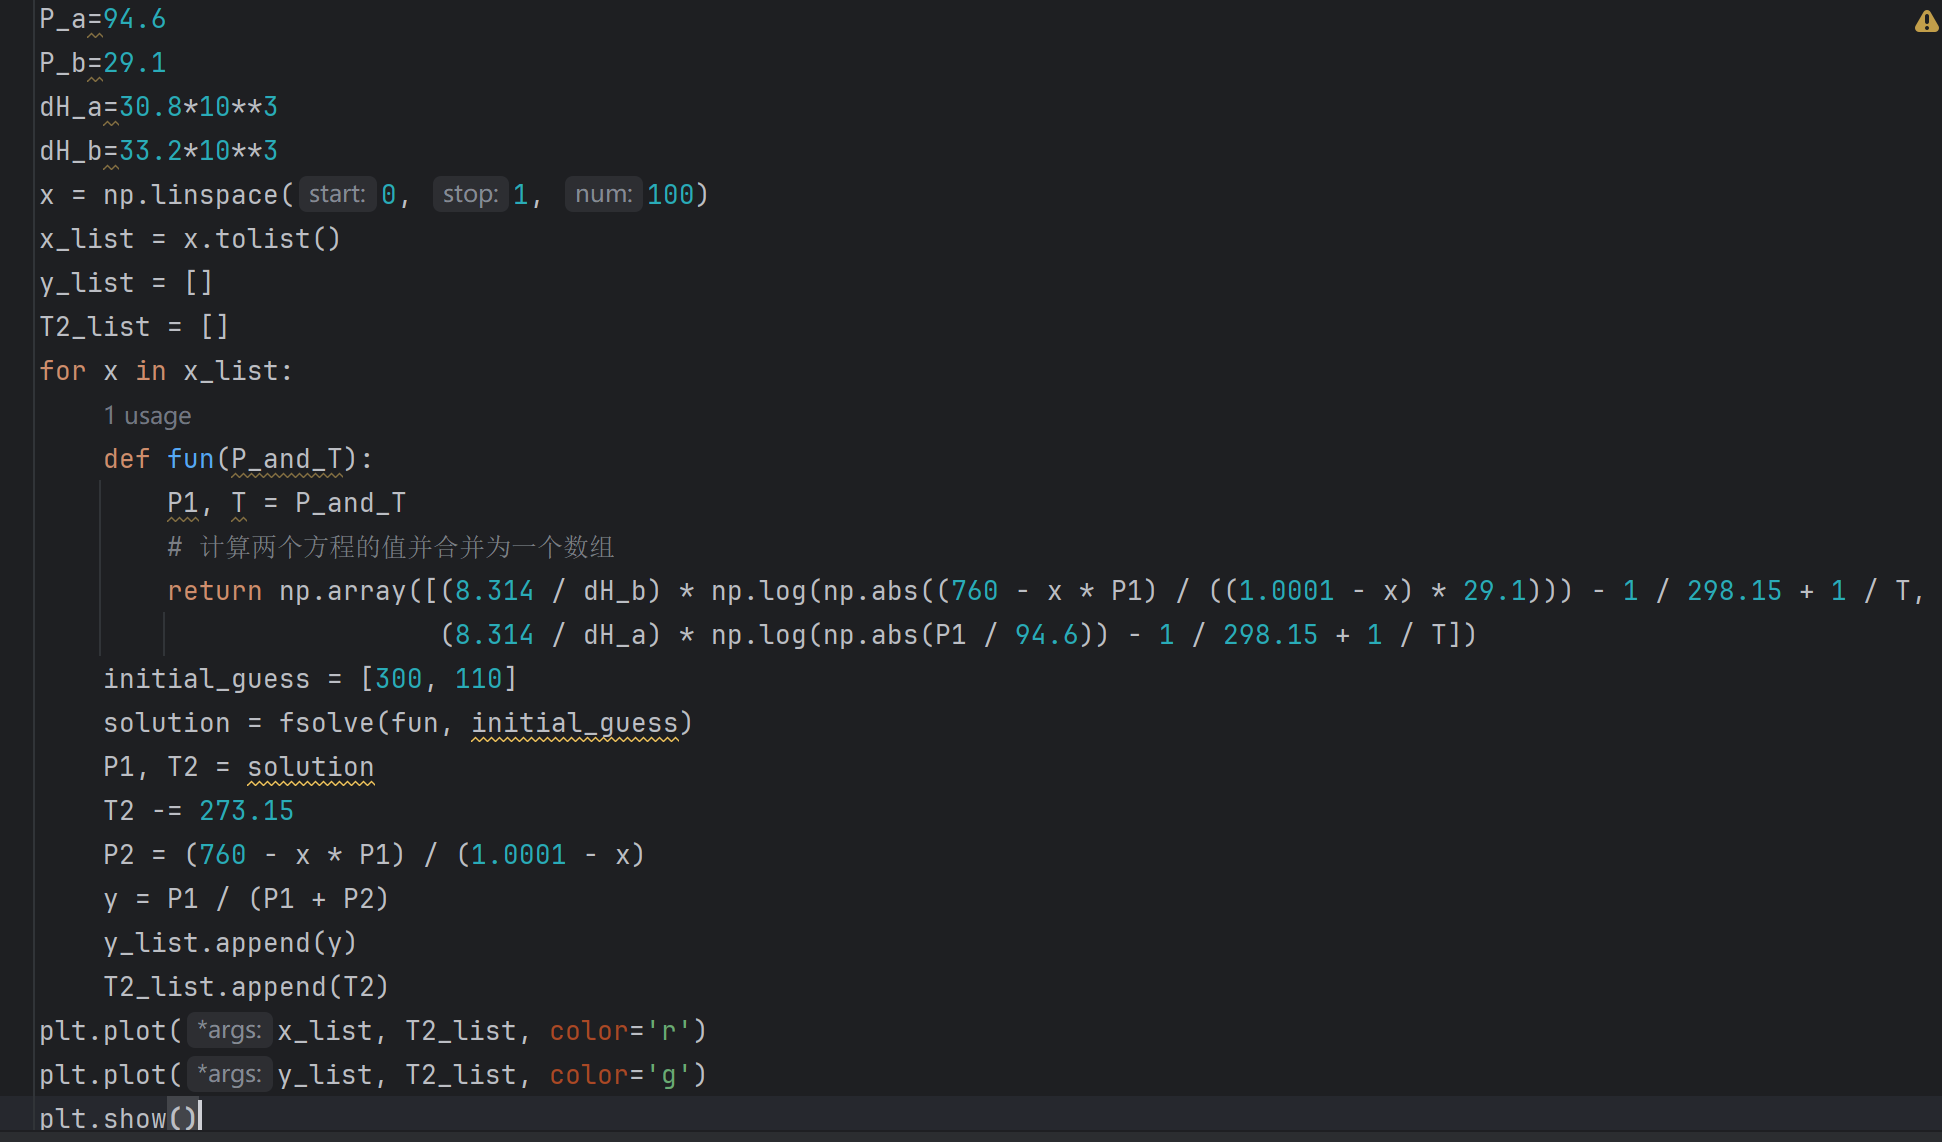 P_a=94.6
P_b=29.1
dH_a=30.8*10**3
dH_b=33.2*10**3
x = np.linspace(start: 0, stop: 1, num: 100)
x_list = x.tolist()
y_list = []
T2_list = []
for x in x_list:
1 usage
def fun(P_and_T):
P1, T = P_and_T
# 计算两个方程的值并合并为一个数组
return np.array([(8.314 / dH_b) * np.log(np.abs((760 - x * P1) / ((1.0001 - x) * 29.1))) - 1 / 298.15 + 1 / T,
(8.314 / dH_a) * np.log(np.abs(P1 / 94.6)) - 1 / 298.15 + 1 / T])
initial_guess = [300, 110]
solution = fsolve(fun, initial_guess)
P1, T2 = solution
T2 -= 273.15
P2 = (760 - x * P1) / (1.0001 - x)
y = P1 / (P1 + P2)
y_list.append(y)
T2_list.append(T2)
plt.plot(*args: x_list, T2_list, color='r')
plt.plot(*args: y_list, T2_list, color='g')
plt.show()